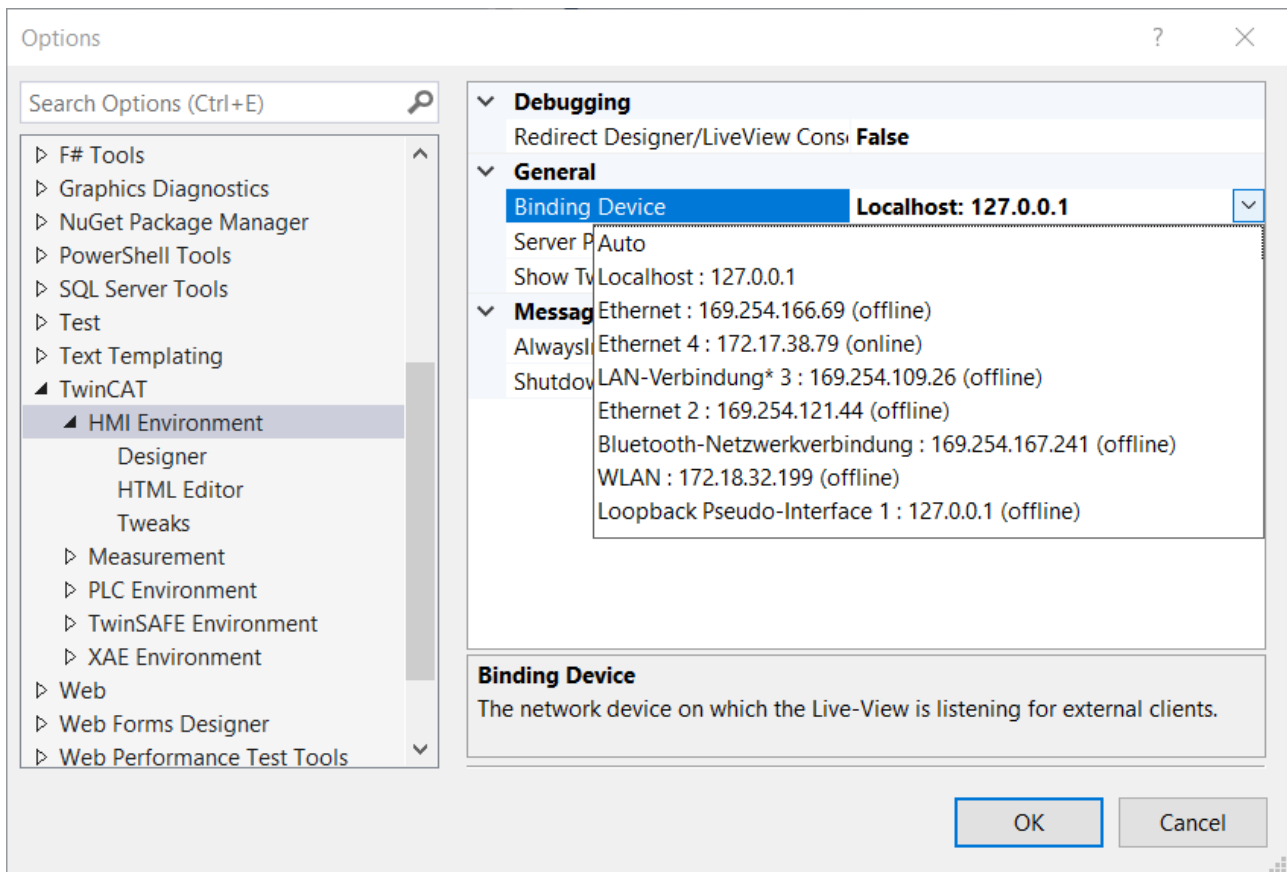 Options
Search Options (Ctrl+E)
F# Tools
Graphics Diagnostics
NuGet Package Manager
PowerShell Tools
SQL Server Tools
Test
Text Templating
TwinCAT
HMI Environment
Designer
HTML Editor
Tweaks
Measurement
PLC Environment
TwinSAFE Environment
XAE Environment
Web
Web Forms Designer
Web Performance Test Tools
Debugging
Redirect Designer/LiveView Cons False
General
Binding Device Localhost: 127.0.0.1
Server P
Show Tw
Messag
AlwaysI
Shutdov
Auto
Localhost : 127.0.0.1
Ethernet : 169.254.166.69 (offline)
Ethernet 4 : 172.17.38.79 (online)
LAN-Verbindung* 3 : 169.254.109.26 (offline)
Ethernet 2 : 169.254.121.44 (offline)
Bluetooth-Netzwerkverbindung : 169.254.167.241 (offline)
WLAN : 172.18.32.199 (offline)
Loopback Pseudo-Interface 1 : 127.0.0.1 (offline)
Binding Device
The network device on which the Live-View is listening for external clients.
OK
Cancel